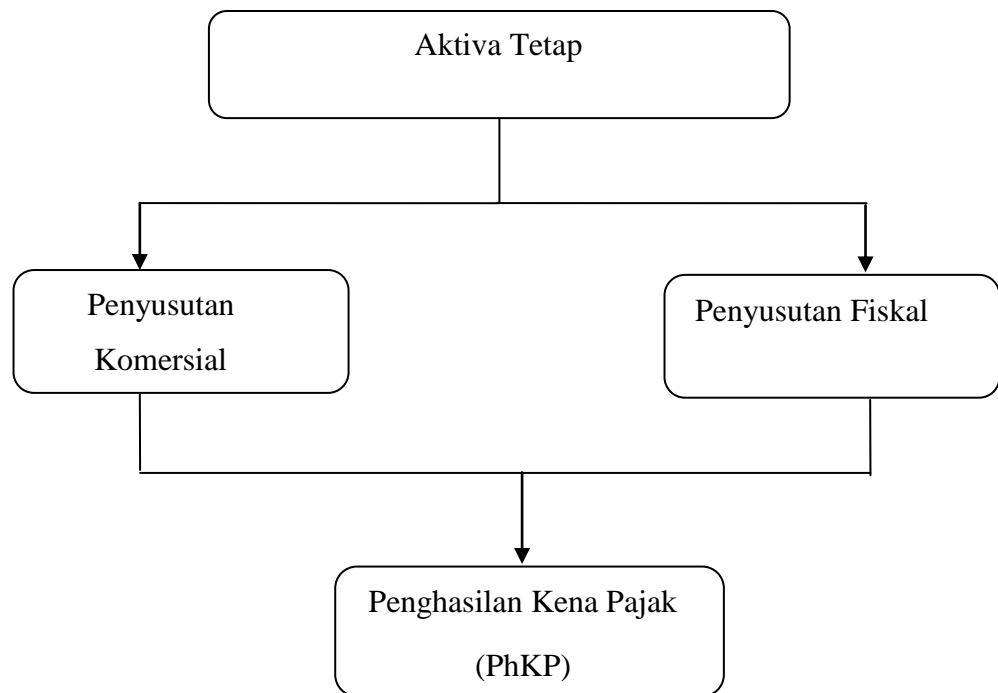 Aktiva Tetap
Penyusutan
Komersial
Penyusutan Fiskal
Penghasilan Kena Pajak
(PhKP)